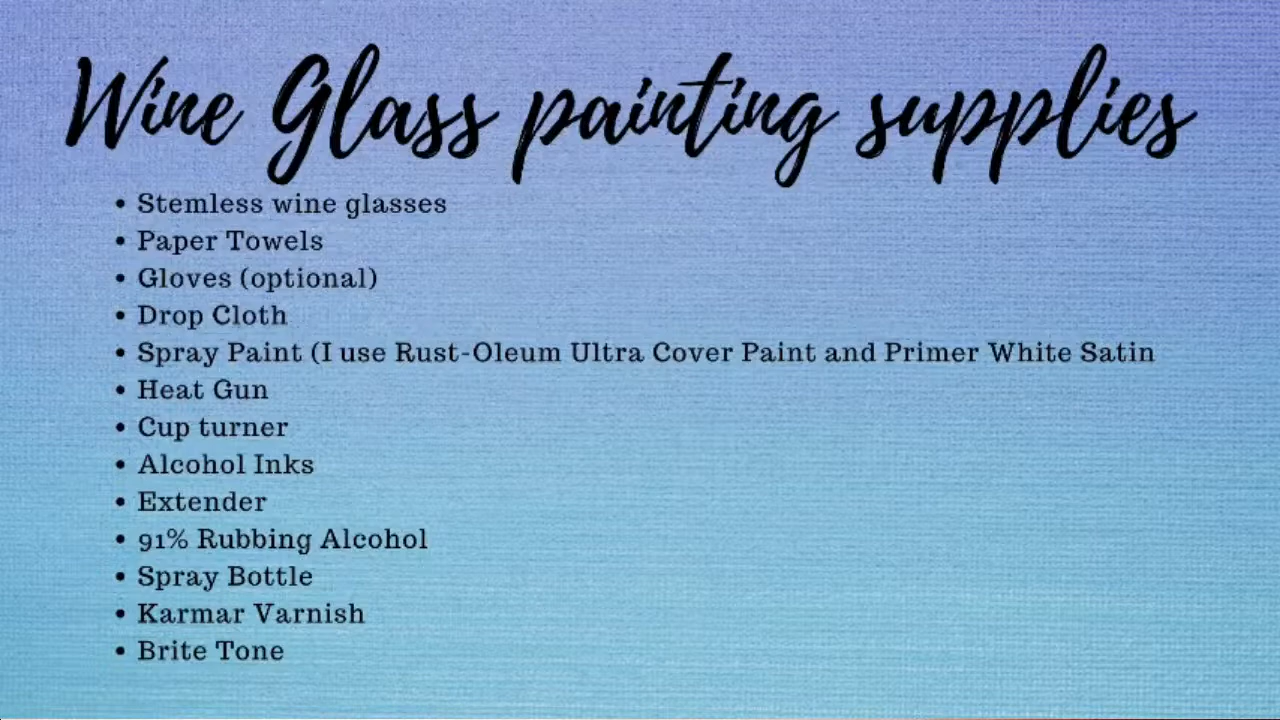 Wine Glass painting supplies
• Stemless wine glasses
• Paper Towels
• Gloves (optional)
• Drop Cloth
• Spray Paint (I use Rust-Oleum Ultra Cover Paint and Primer White Satin
• Heat Gun
• Cup turner
• Alcohol Inks
• Extender
• 91% Rubbing Alcohol
• Spray Bottle
• Karmar Varnish
• Brite Tone